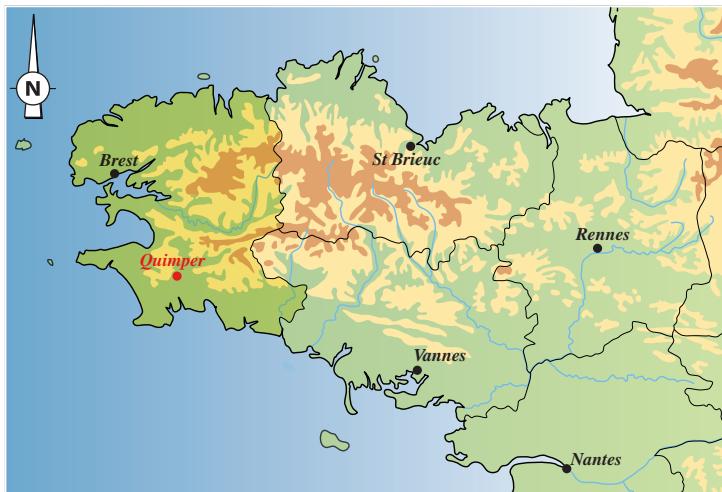 N
Brest
St Brieuc
Rennes
Quimper
Vannes
Nantes